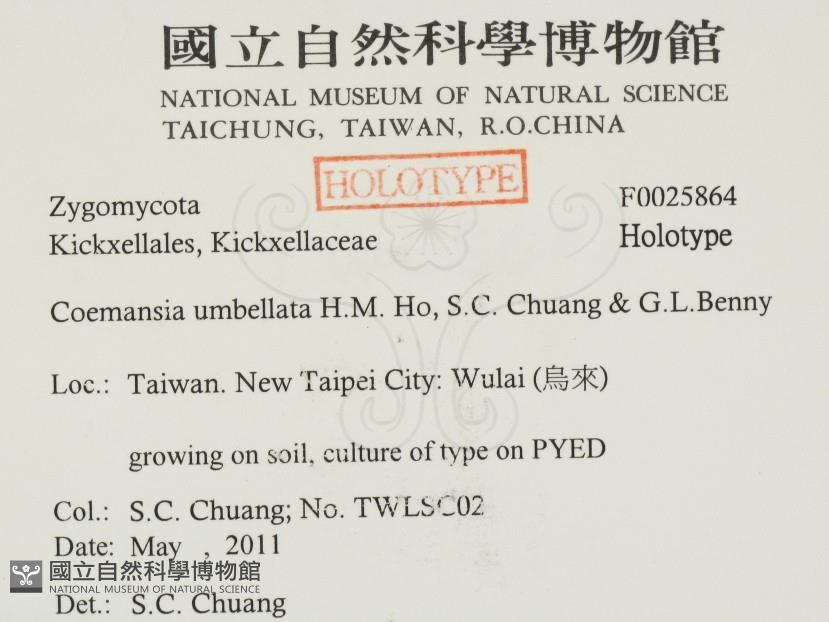 國立自然科學博物館
NATIONAL MUSEUM OF NATURAL SCIENCE
TAICHUNG, TAIWAN, R.O.CHINA
HOLOTYPE
Zygomycota F0025864
Kickxellales, Kickxellaceae Holotype
Coemansia umbellata H.M. Ho, S.C. Chuang & G.L.Benny
Loc.: Taiwan. New Taipei City: Wulai (烏來)
growing on soil, culture of type on PYED
Col.: S.C. Chuang; No. TWLSC02
Date: May , 2011
國立自然科學博物館
NATIONAL MUSEUM OF NATURAL SCIENCE
Det.: S.C. Chuang